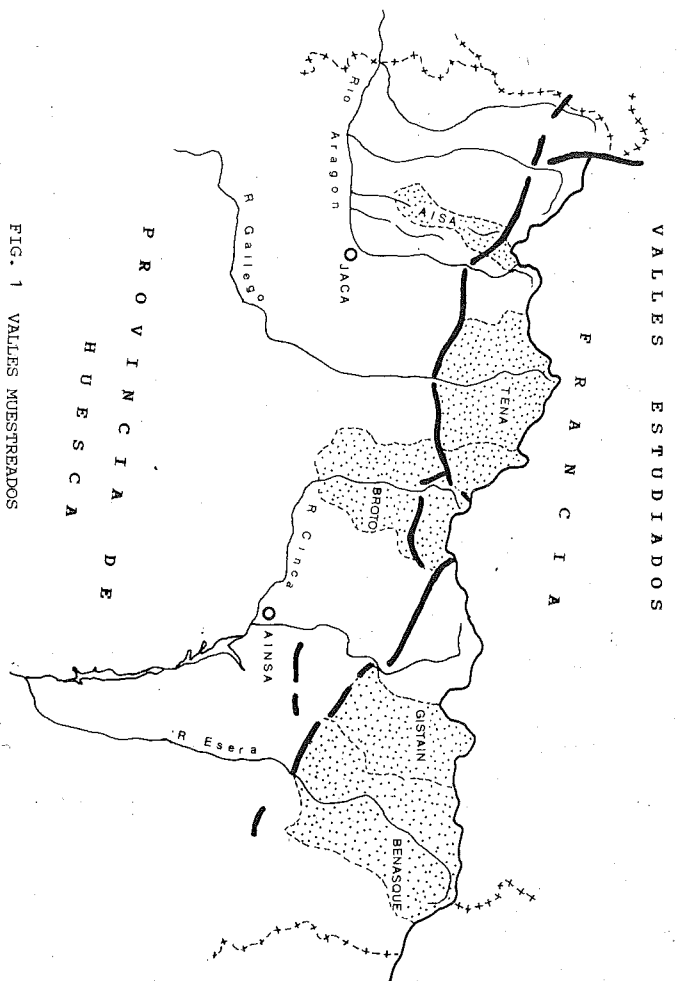 VALLES ESTUDIADOS
FRANCIA
Rio Aragon
AISA
JACA
R Gallego
TENA
BROTO
R Cinca
AINSA
GISTAIN
R Esera
BENASQUE
PROVINCIA DE
HUESCA
FIG. 1 VALLES MUESTREADOS